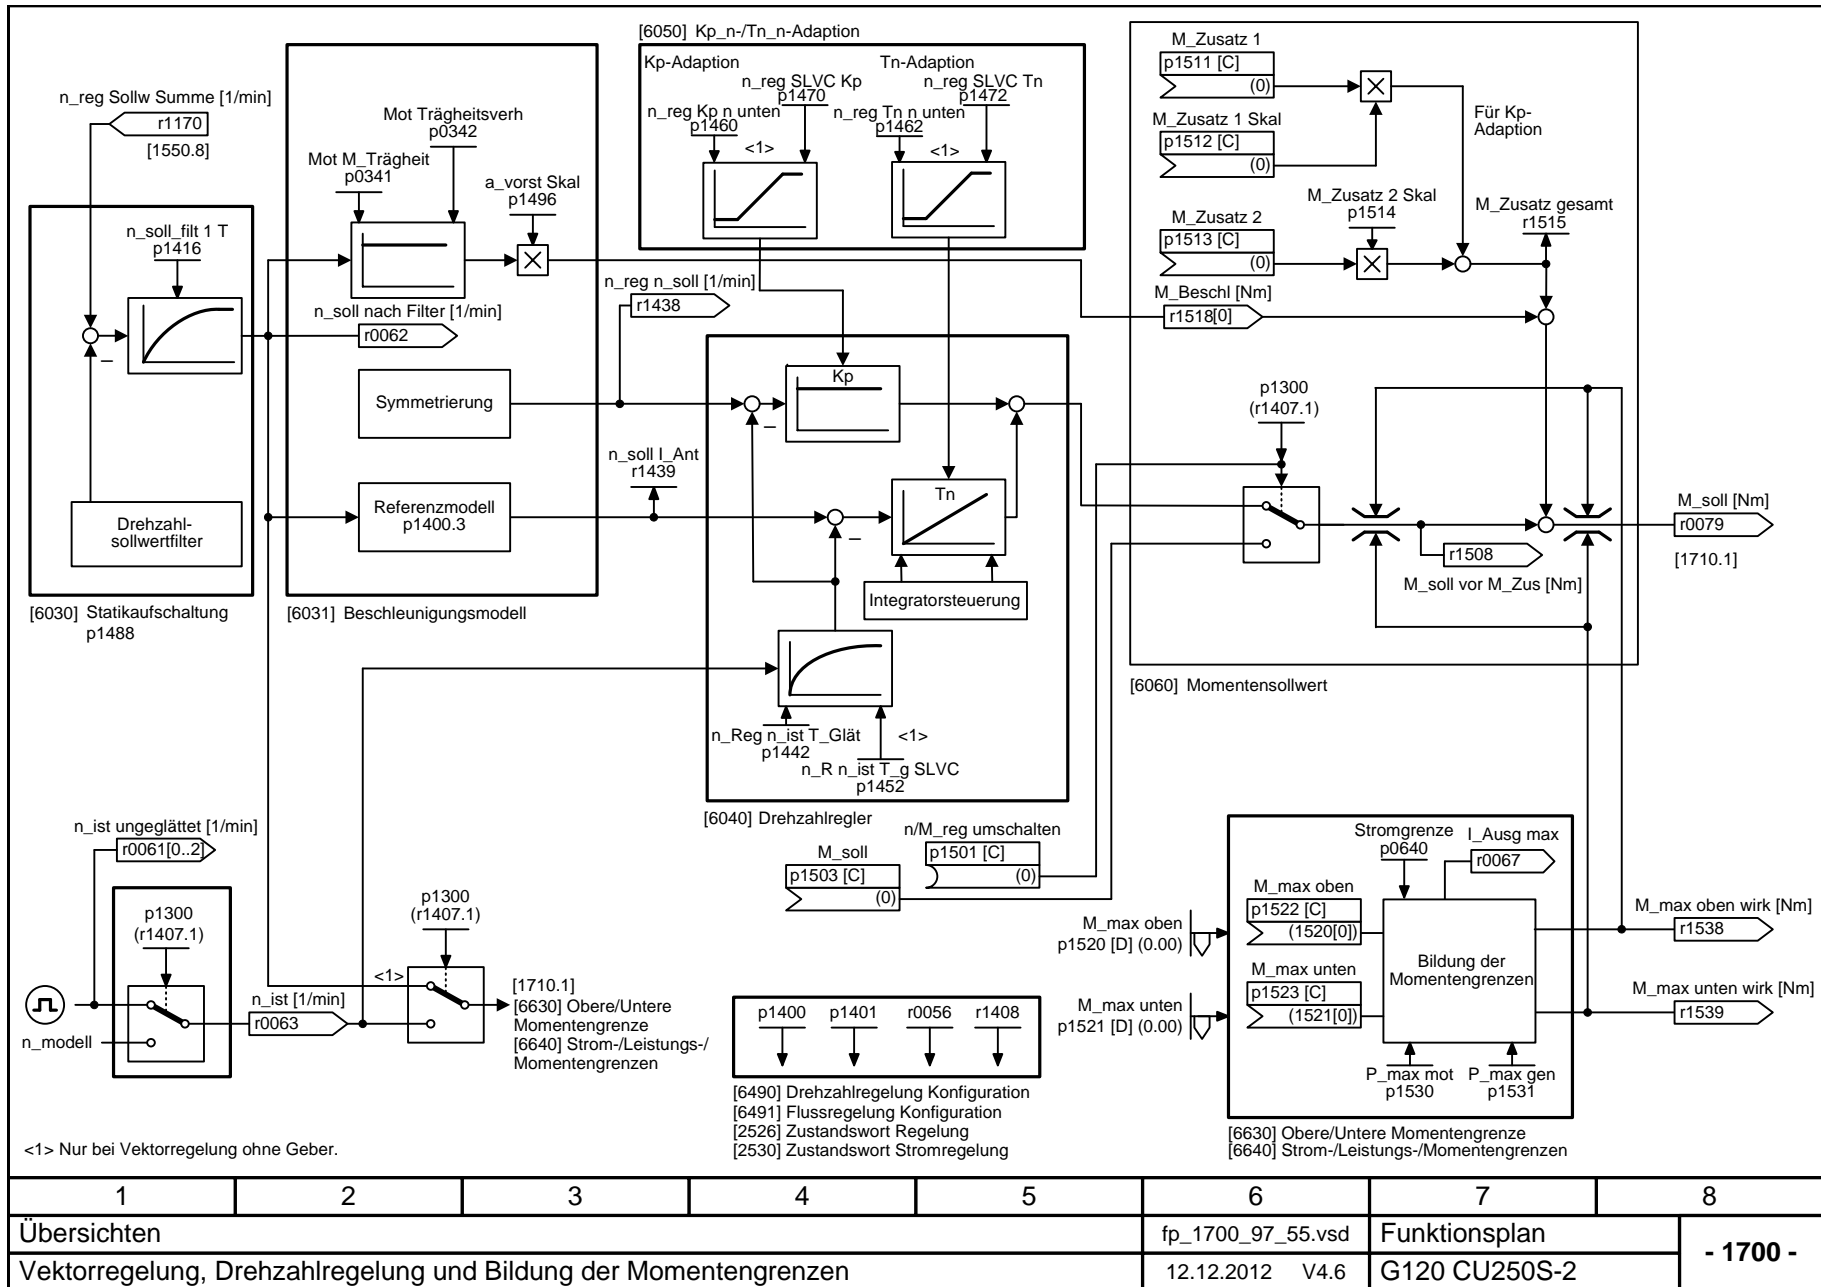 [6050] Kp_n-/Tn_n-Adaption
Kp-Adaption
Tn-Adaption
n_reg SLVC Kp
p1470
n_reg SLVC Tn
p1472
n_reg Kp n unten
p1460
n_reg Tn n unten
p1462
<1>
<1>
n_reg Sollw Summe [1/min]
r1170
[1550.8]
Mot Trägheitsverh
p0342
Mot M_Trägheit
p0341
a_vorst Skal
p1496
n_soll_filt 1 T
p1416
n_soll nach Filter [1/min]
r0062
n_reg n_soll [1/min]
r1438
–
Drehzahl-
sollwertfilter
[6030] Statikaufschaltung
p1488
Symmetrierung
Referenzmodell
p1400.3
[6031] Beschleunigungsmodell
n_soll I_Ant
r1439
Kp
–
Tn
–
Integratorsteuerung
n_Reg n_ist T_Glät
p1442
<1>
n_R n_ist T_g SLVC
p1452
[6040] Drehzahlregler
M_Zusatz 1
p1511 [C]
(0)
M_Zusatz 1 Skal
p1512 [C]
(0)
Für Kp-
Adaption
M_Zusatz 2 Skal
p1514
M_Zusatz 2
p1513 [C]
(0)
M_Zusatz gesamt
r1515
M_Beschl [Nm]
r1518[0]
p1300
(r1407.1)
r1508
M_soll vor M_Zus [Nm]
M_soll [Nm]
r0079
[1710.1]
[6060] Momentensollwert
n_ist ungeglättet [1/min]
r0061[0..2]
p1300
(r1407.1)
n_modell
n_ist [1/min]
r0063
p1300
(r1407.1)
<1>
[1710.1]
[6630] Obere/Untere
Momentengrenze
[6640] Strom-/Leistungs-/
Momentengrenzen
M_soll
p1503 [C]
(0)
n/M_reg umschalten
p1501 [C]
(0)
p1400
p1401
r0056
r1408
[6490] Drehzahlregelung Konfiguration
[6491] Flussregelung Konfiguration
[2526] Zustandswort Regelung
[2530] Zustandswort Stromregelung
M_max oben
p1520 [D] (0.00)
M_max unten
p1521 [D] (0.00)
Stromgrenze
p0640
I_Ausg max
r0067
M_max oben
p1522 [C]
(1520[0])
M_max unten
p1523 [C]
(1521[0])
Bildung der
Momentengrenzen
P_max mot
p1530
P_max gen
p1531
M_max oben wirk [Nm]
r1538
M_max unten wirk [Nm]
r1539
[6630] Obere/Untere Momentengrenze
[6640] Strom-/Leistungs-/Momentengrenzen
<1> Nur bei Vektorregelung ohne Geber.
1 2 3 4 5 6 7 8
Übersichten
fp_1700_97_55.vsd
Funktionsplan
- 1700 -
Vektorregelung, Drehzahlregelung und Bildung der Momentengrenzen
12.12.2012 V4.6
G120 CU250S-2